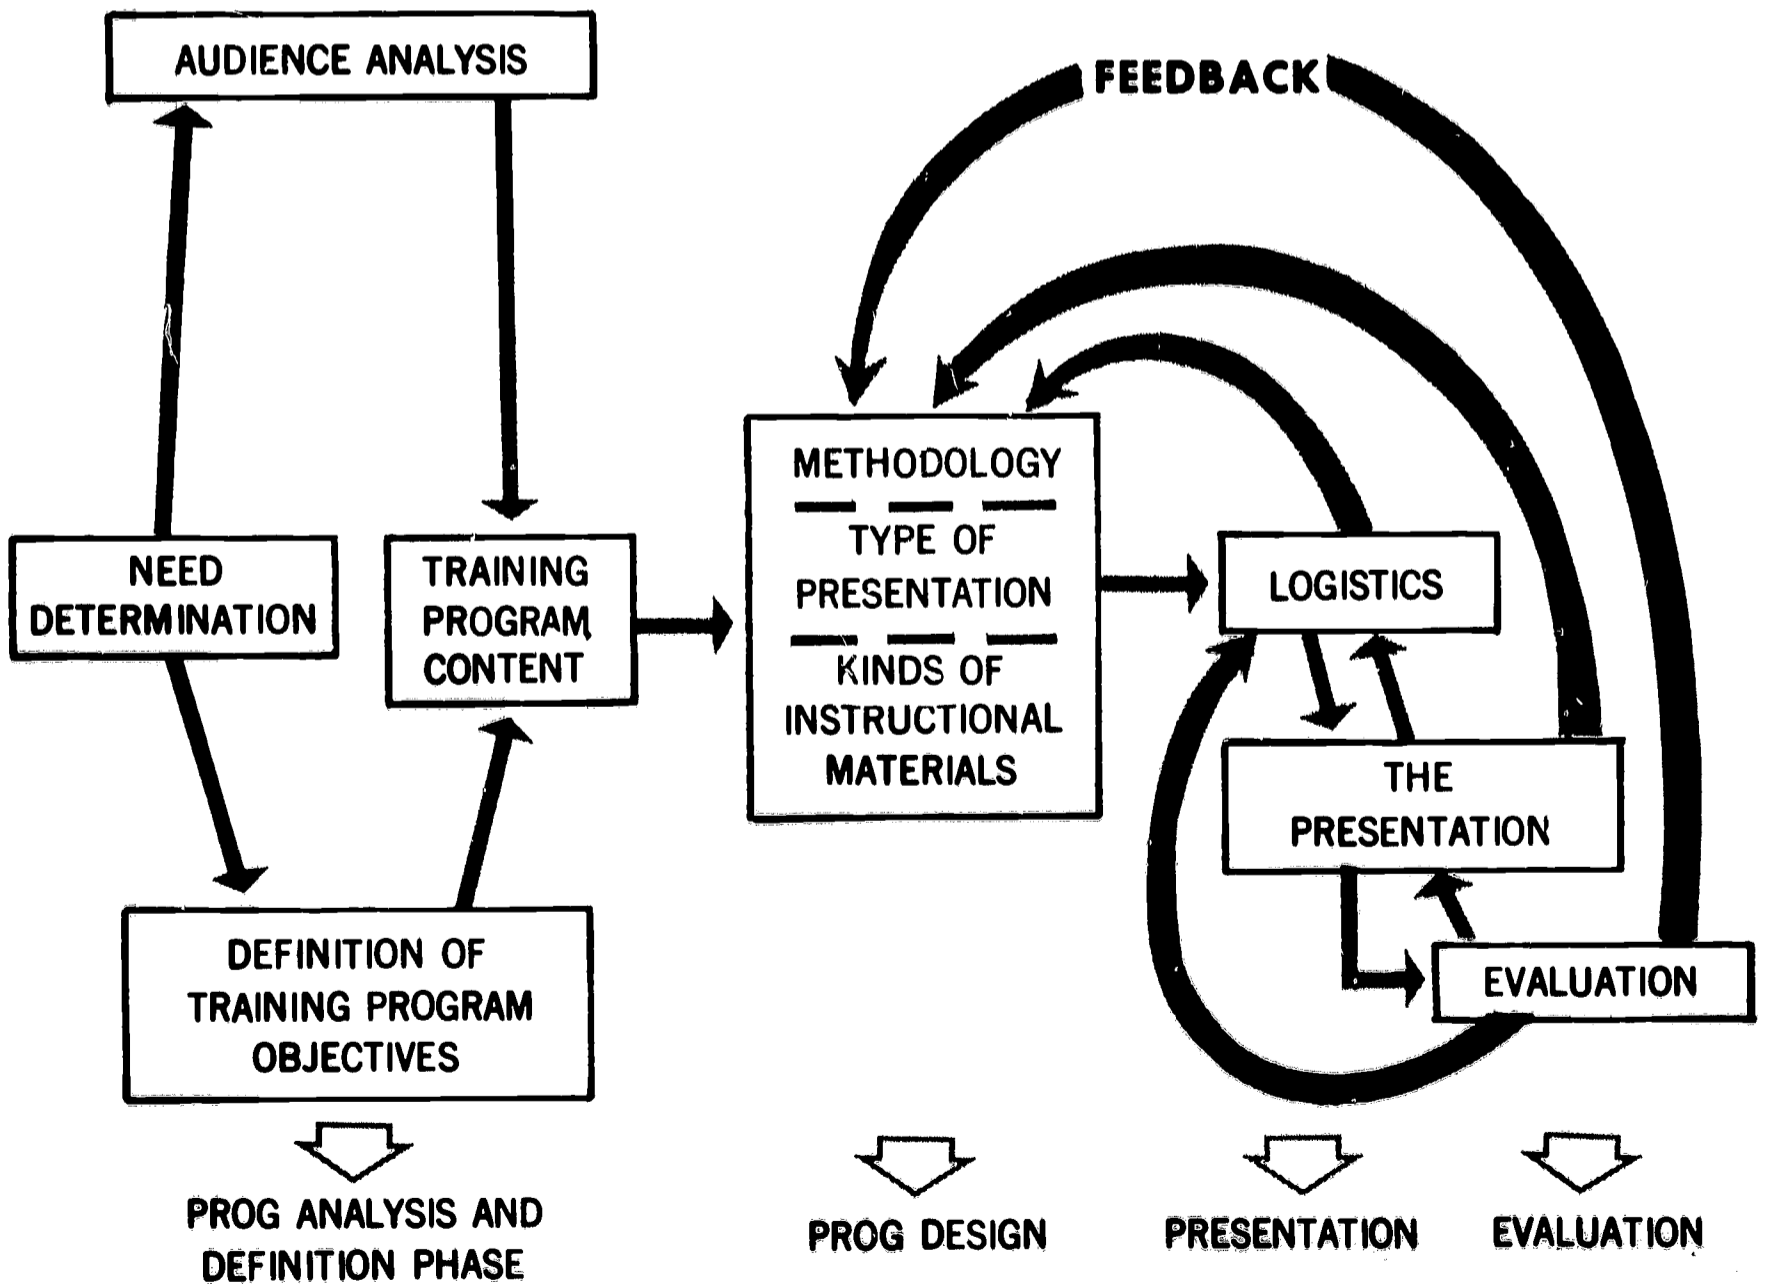 AUDIENCE ANALYSIS
FEEDBACK
NEED
DETERMINATION
TRAINING
PROGRAM
CONTENT
METHODOLOGY
TYPE OF
PRESENTATION
KINDS OF
INSTRUCTIONAL
MATERIALS
LOGISTICS
THE
PRESENTATION
EVALUATION
DEFINITION OF
TRAINING PROGRAM
OBJECTIVES
PROG ANALYSIS AND
DEFINITION PHASE
PROG DESIGN
PRESENTATION
EVALUATION